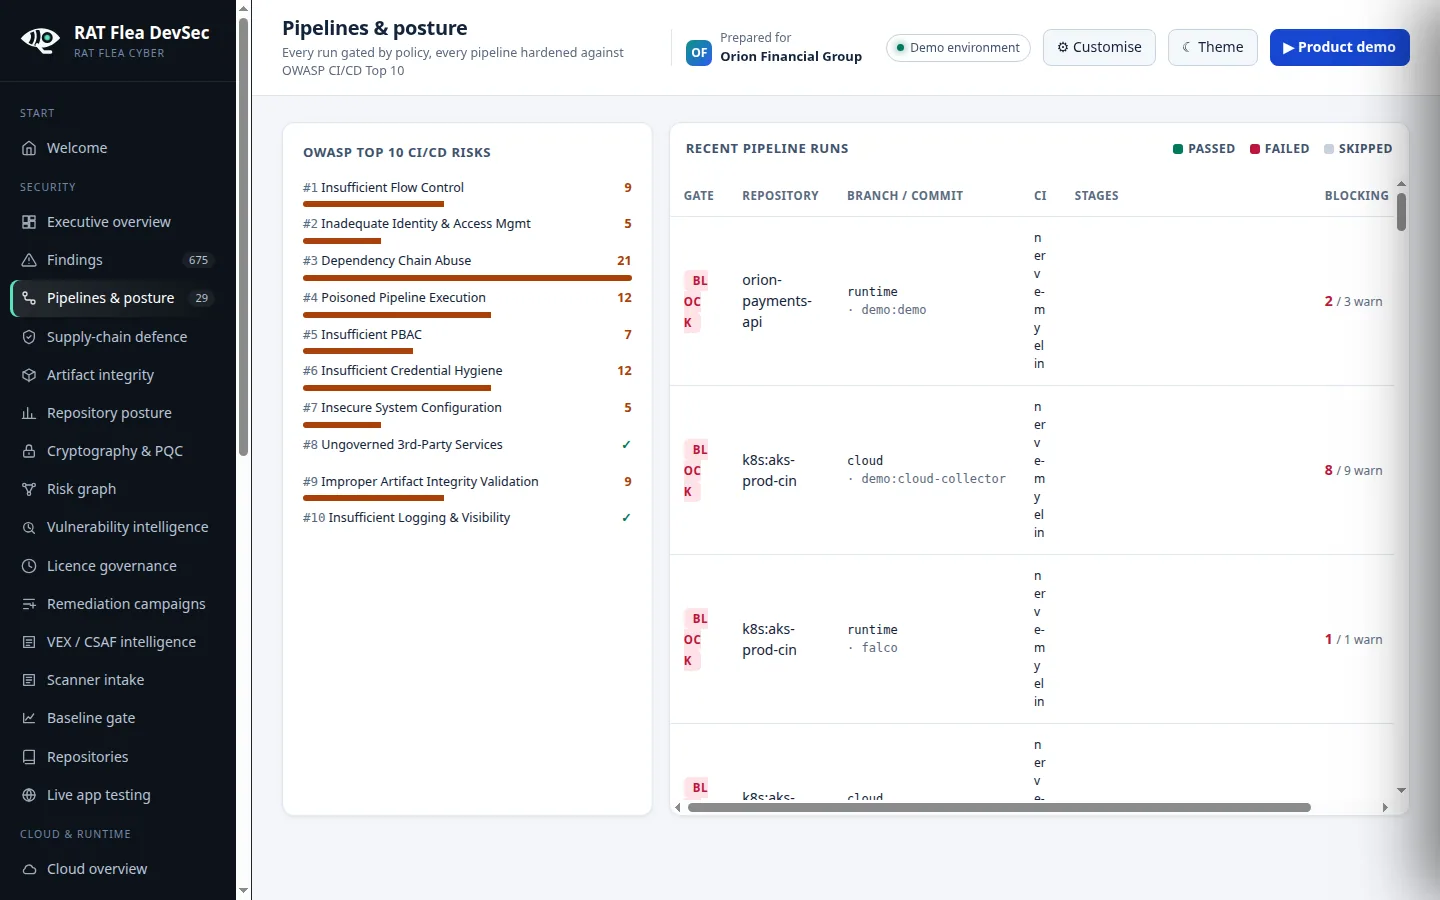 RAT Flea DevSec
RAT FLEA CYBER
START
Welcome
SECURITY
Executive overview
Findings 675
Pipelines & posture 29
Supply-chain defence
Artifact integrity
Repository posture
Cryptography & PQC
Risk graph
Vulnerability intelligence
Licence governance
Remediation campaigns
VEX / CSAF intelligence
Scanner intake
Baseline gate
Repositories
Live app testing
CLOUD & RUNTIME
Cloud overview
Pipelines & posture
Every run gated by policy, every pipeline hardened against
OWASP CI/CD Top 10
OF
Prepared for
Orion Financial Group
Demo environment
⚙ Customise
☾ Theme
▶ Product demo
OWASP TOP 10 CI/CD RISKS
#1 Insufficient Flow Control 9
#2 Inadequate Identity & Access Mgmt 5
#3 Dependency Chain Abuse 21
#4 Poisoned Pipeline Execution 12
#5 Insufficient PBAC 7
#6 Insufficient Credential Hygiene 12
#7 Insecure System Configuration 5
#8 Ungoverned 3rd-Party Services ✓
#9 Improper Artifact Integrity Validation 9
#10 Insufficient Logging & Visibility ✓
RECENT PIPELINE RUNS
PASSED FAILED SKIPPED
GATE REPOSITORY BRANCH / COMMIT CI STAGES BLOCKING
BL
OC
K
orion-
payments-
api
runtime
· demo:demo
n
er
v
e-
m
y
el
in
2 / 3 warn
BL
OC
K
k8s:aks-
prod-cin
cloud
· demo:cloud-collector
n
er
v
e-
m
y
el
in
8 / 9 warn
BL
OC
K
k8s:aks-
prod-cin
runtime
· falco
n
er
v
e-
m
y
el
in
1 / 1 warn
BL
k8s:aks-
cloud
n
er
v
e-